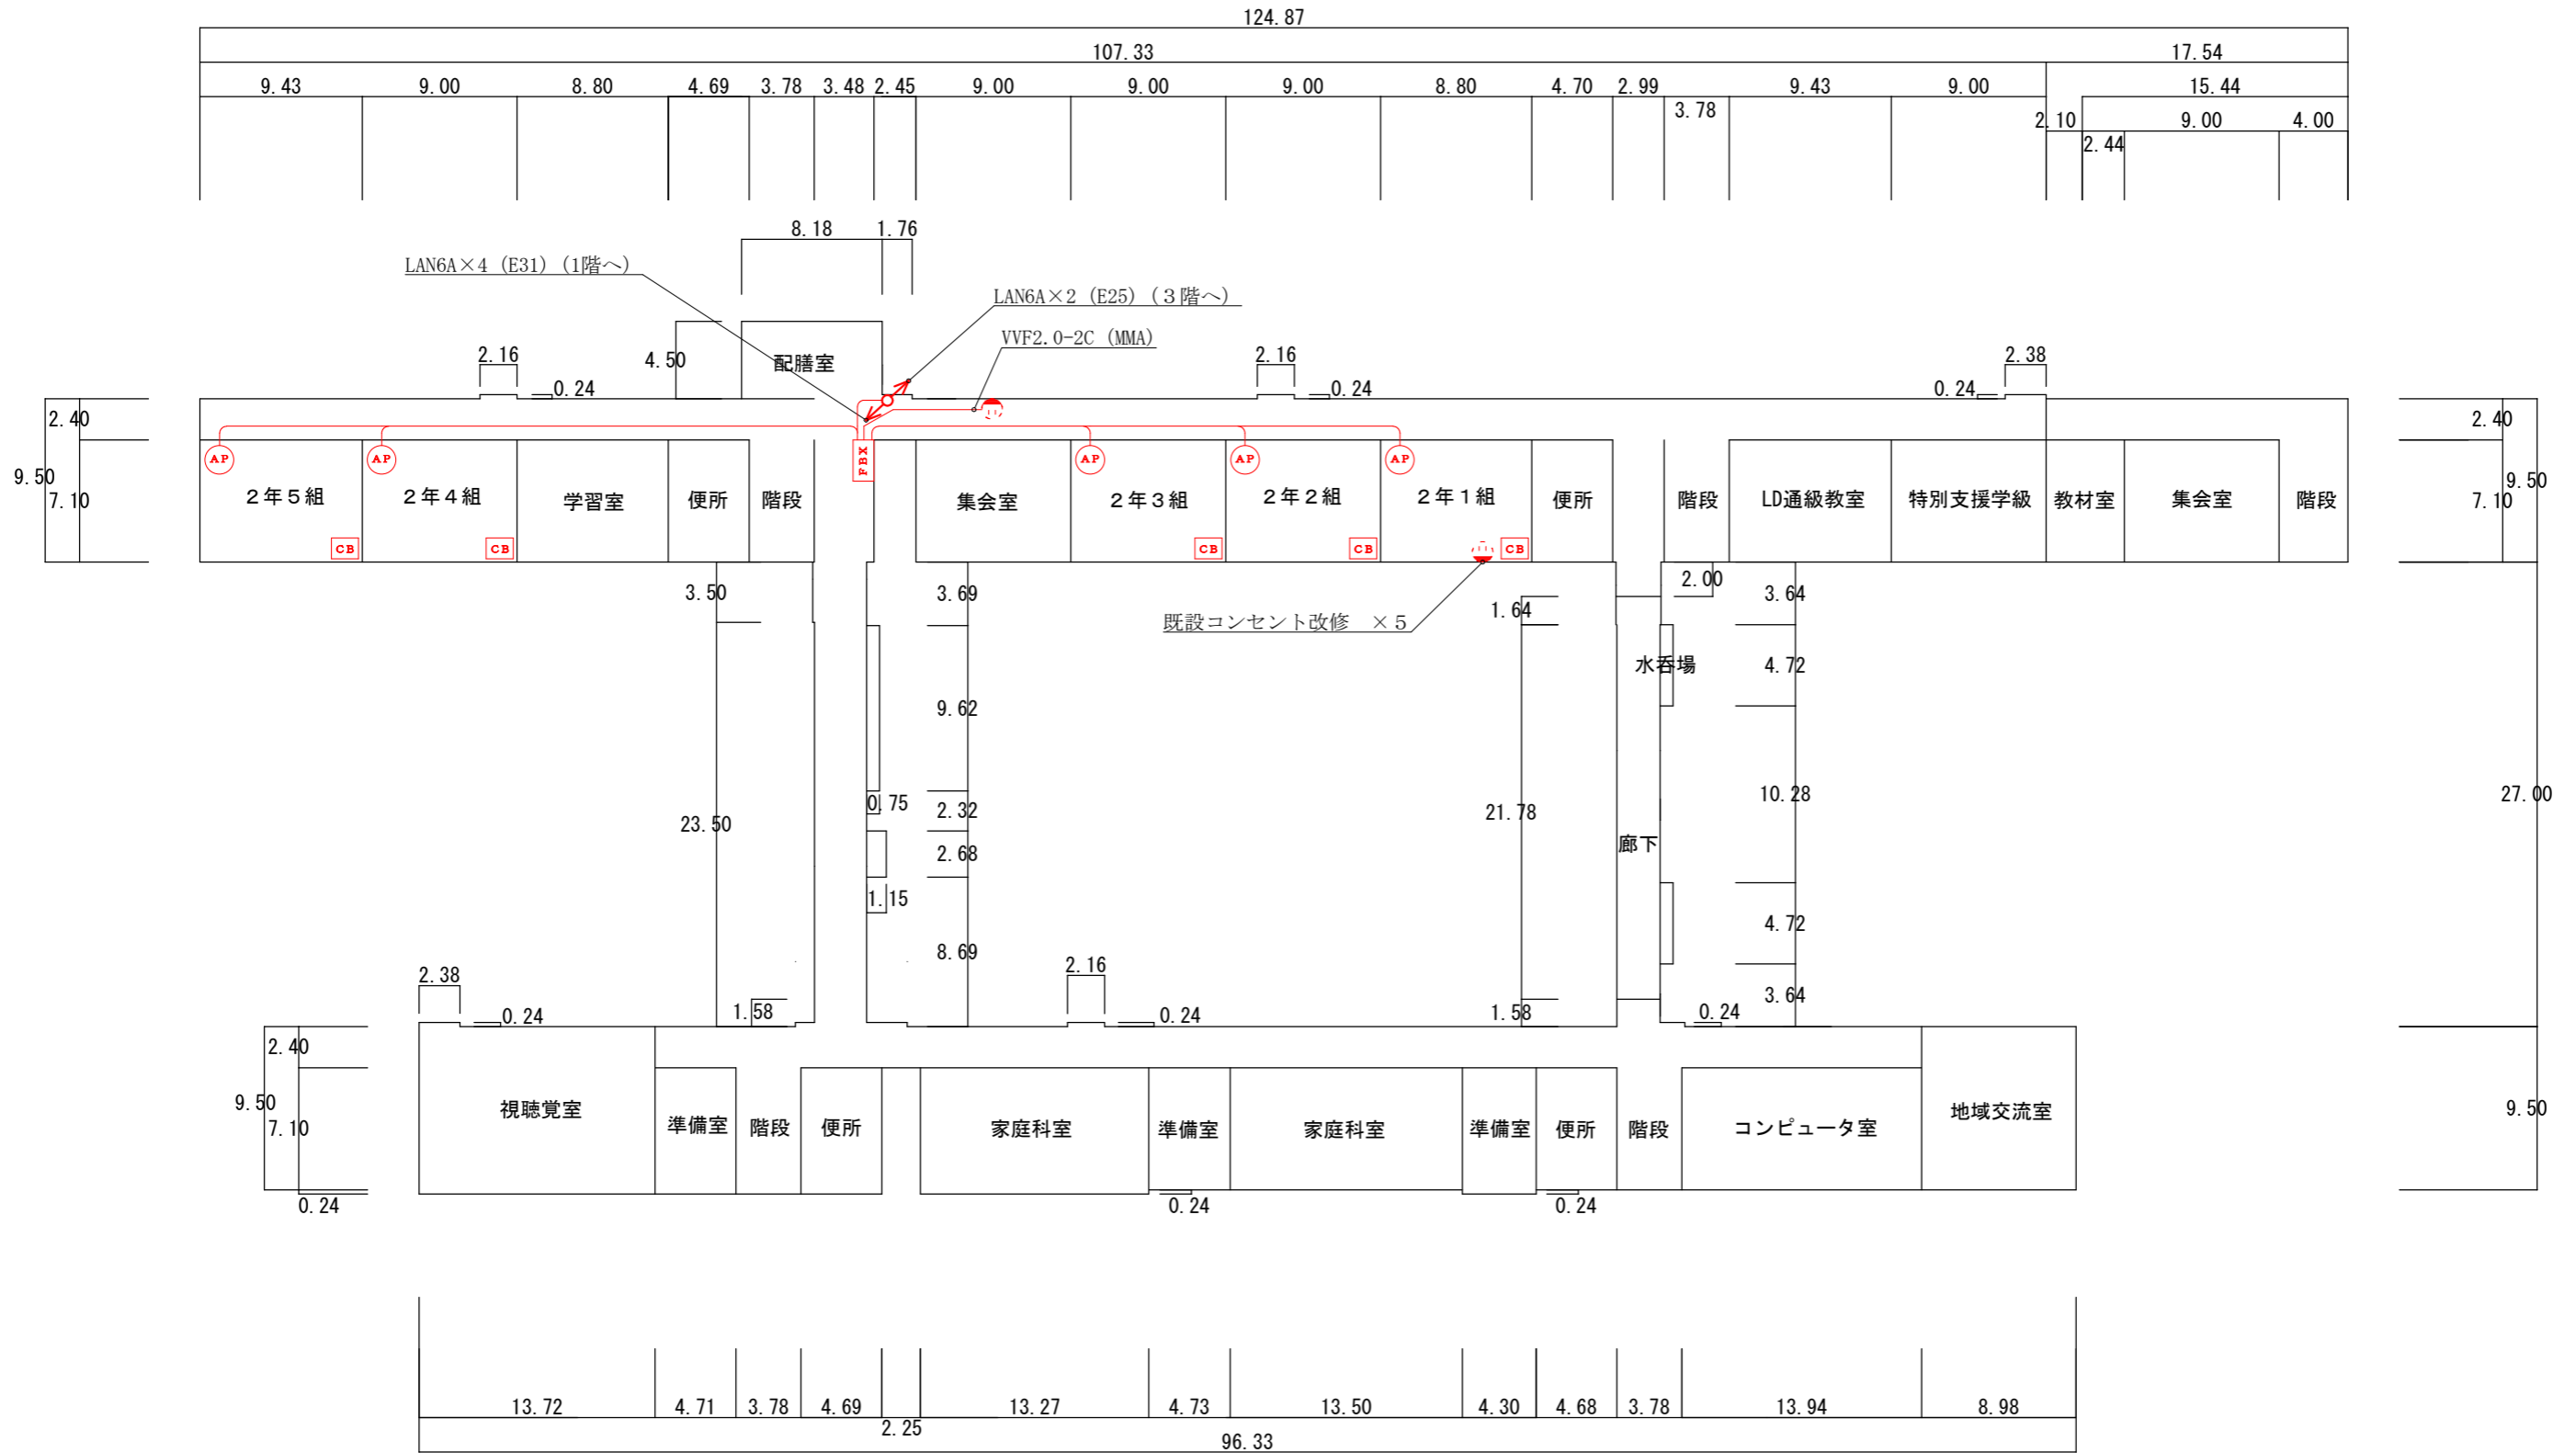 124.87
107.33 17.54
9.43 9.00 8.80 4.69 3.78 3.48 2.45 9.00 9.00 9.00 8.80 4.70 2.99 9.43 9.00 15.44
3.78
2.10 9.00 4.00
2.44
8.18 1.76
LAN6A×4 (E31) (1階へ)
LAN6A×2 (E25) (３階へ)
VVF2.0-2C (MMA)
2.16 4.50 配膳室 2.16 2.38
0.24 0.24 0.24
2.40 2.40
AP AP FBX AP AP AP
9.50 9.50
7.10 ２年５組 ２年４組 学習室 便所 階段 集会室 ２年３組 ２年２組 ２年１組 便所 階段 LD通級教室 特別支援学級 教材室 集会室 階段 7.10
CB CB CB CB CB
3.50 3.69 2.00 3.64
既設コンセント改修　×５ 1.64
水呑場 4.72
9.62
0.75 2.32 10.28 27.00
23.50 21.78
2.68 廊下
1.15
8.69 4.72
2.38 2.16
3.64
1.58 1.58
0.24 0.24 0.24
2.40
9.50 視聴覚室 地域交流室 9.50
7.10 準備室 階段 便所 家庭科室 準備室 家庭科室 準備室 便所 階段 コンピュータ室
0.24 0.24 0.24
13.72 4.71 3.78 4.69 13.27 4.73 13.50 4.30 4.68 3.78 13.94 8.98
2.25
96.33